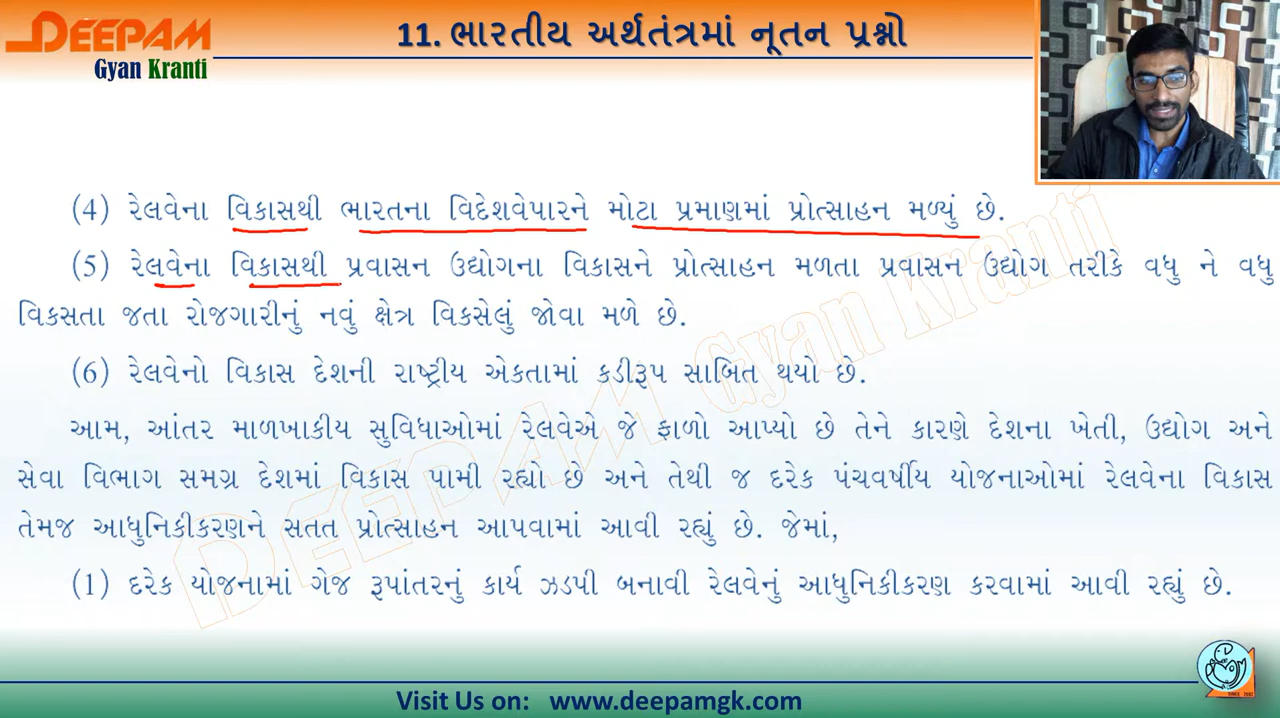 DEEPAM
Gyan Kranti
11. ભારતીય અર્થતંત્રમાં નૂતન પ્રશ્નો
(4) રેલવેના વિકાસથી ભારતના વિદેશવેપારને મોટા પ્રમાણમાં પ્રોત્સાહન મળ્યું છે.
(5) રેલવેના વિકાસથી પ્રવાસન ઉદ્યોગના વિકાસને પ્રોત્સાહન મળતા પ્રવાસન ઉદ્યોગ તરીકે વધુ ને વધુ
વિકસતા જતા રોજગારીનું નવું ક્ષેત્ર વિકસેલું જોવા મળે છે.
(6) રેલવેનો વિકાસ દેશની રાષ્ટ્રીય એકતામાં કડીરૂપ સાબિત થયો છે.
આમ, આંતર માળખાકીય સુવિધાઓમાં રેલવેએ જે ફાળો આપ્યો છે તેને કારણે દેશના ખેતી, ઉદ્યોગ અને
સેવા વિભાગ સમગ્ર દેશમાં વિકાસ પામી રહ્યો છે અને તેથી જ દરેક પંચવર્ષીય યોજનાઓમાં રેલવેના વિકાસ
તેમજ આધુનિકીકરણને સતત પ્રોત્સાહન આપવામાં આવી રહ્યું છે. જેમાં,
(1) દરેક યોજનામાં ગેજ રૂપાંતરનું કાર્ય ઝડપી બનાવી રેલવેનું આધુનિકીકરણ કરવામાં આવી રહ્યું છે.
DEEPAM Gyan Kranti
Visit Us on: www.deepamgk.com